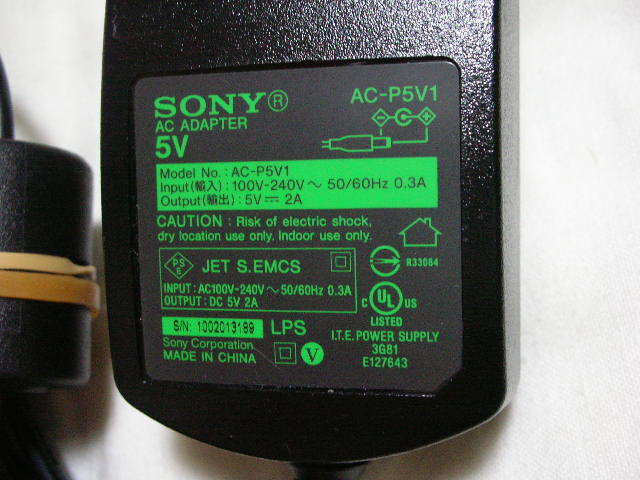 SONY®
AC-P5V1
AC ADAPTER
5V
Model No. : AC-P5V1
Input(輸入) : 100V-240V～ 50/60Hz 0.3A
Output(輸出) : 5V⎓ 2A
CAUTION : Risk of electric shock,
dry location use only. Indoor use only.
PS
E
JET S.EMCS
R33064
INPUT: AC100V-240V～50/60Hz 0.3A
OUTPUT: DC 5V 2A
C UL US
LISTED
I.T.E. POWER SUPPLY
3G81
E127643
S/N: 1002013189
LPS
Sony Corporation
MADE IN CHINA
V